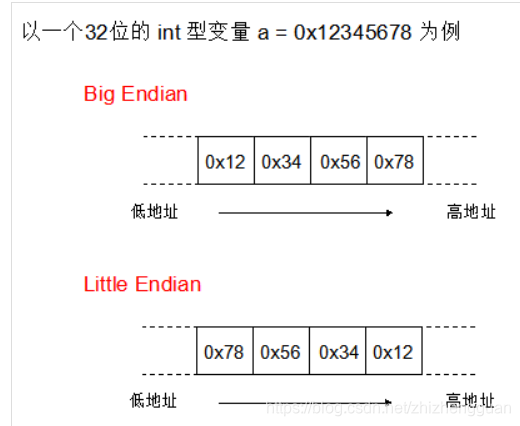 以一个32位的 int 型变量 a = 0x12345678 为例
Big Endian
0x12 0x34 0x56 0x78
低地址 高地址
Little Endian
0x78 0x56 0x34 0x12
低地址 高地址
https://blog.csdn.net/zhizhengguan